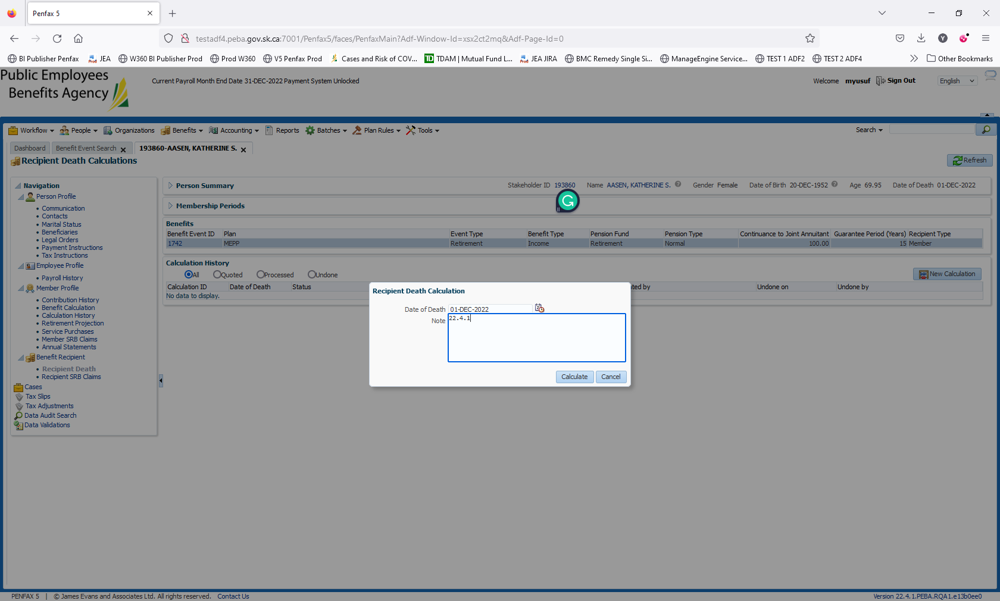 Penfax 5
testadf4.peba.gov.sk.ca:7001/Penfax5/faces/PenfaxMain?Adf-Window-Id=xsx2ct2mq&Adf-Page-Id=0
BI Publisher Penfax JEA W360 BI Publisher Prod Prod W360 V5 Penfax Prod Cases and Risk of COV... TDAM | Mutual Fund L... JEA JIRA BMC Remedy Single Si... ManageEngine Service... TEST 1 ADF2 TEST 2 ADF4 Other Bookmarks
Public Employees
Benefits Agency
Current Payroll Month End Date 31-DEC-2022 Payment System Unlocked
Welcome myusuf Sign Out English
Workflow People Organizations Benefits Accounting Reports Batches Plan Rules Tools Search
Dashboard Benefit Event Search 193860-AASEN, KATHERINE S.
Recipient Death Calculations
Refresh
Navigation
Person Profile
Communication
Contacts
Marital Status
Beneficiaries
Legal Orders
Payment Instructions
Tax Instructions
Employee Profile
Payroll History
Member Profile
Contribution History
Benefit Calculation
Calculation History
Retirement Projection
Service Purchases
Member SRB Claims
Annual Statements
Benefit Recipient
Recipient Death
Recipient SRB Claims
Cases
Tax Slips
Tax Adjustments
Data Audit Search
Data Validations
Person Summary Stakeholder ID 193860 Name AASEN, KATHERINE S. Gender Female Date of Birth 20-DEC-1952 Age 69.95 Date of Death 01-DEC-2022
Membership Periods
Benefits
Benefit Event ID Plan Event Type Benefit Type Pension Fund Pension Type Continuance to Joint Annuitant Guarantee Period (Years) Recipient Type
1742 MEPP Retirement Income Retirement Normal 100.00 15 Member
Calculation History
All Quoted Processed Undone
New Calculation
Calculation ID Date of Death Status ted by Undone on Undone by
No data to display.
Recipient Death Calculation
Date of Death 01-DEC-2022
Note 22.4.1
Calculate Cancel
PENFAX 5 | © James Evans and Associates Ltd. All rights reserved. Contact Us
Version 22.4.1.PEBA.RQA1.e13b0ee0